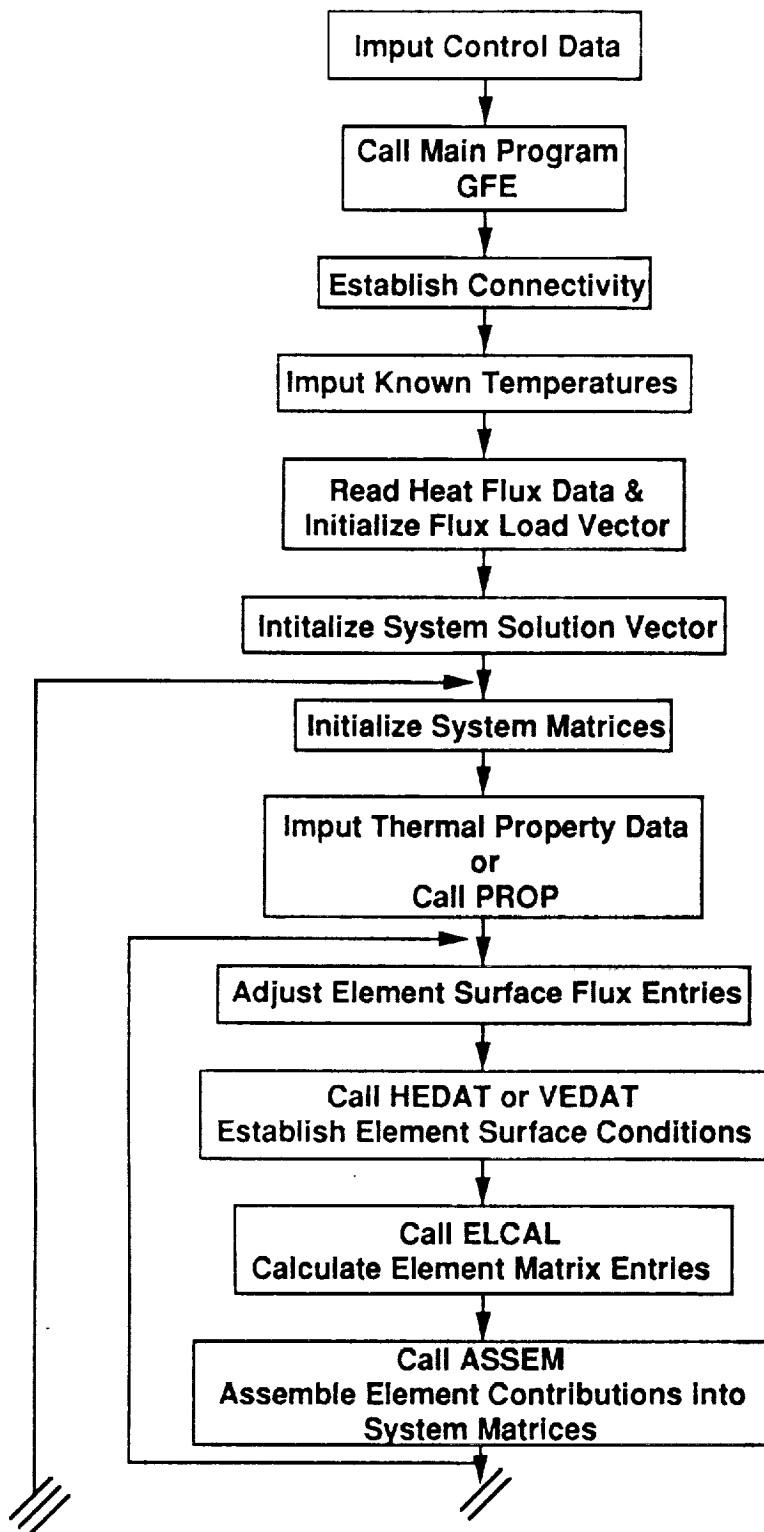 Imput Control Data
Call Main Program
GFE
Establish Connectivity
Imput Known Temperatures
Read Heat Flux Data &
Initialize Flux Load Vector
Intitalize System Solution Vector
Initialize System Matrices
Imput Thermal Property Data
or
Call PROP
Adjust Element Surface Flux Entries
Call HEDAT or VEDAT
Establish Element Surface Conditions
Call ELCAL
Calculate Element Matrix Entries
Call ASSEM
Assemble Element Contributions into
System Matrices